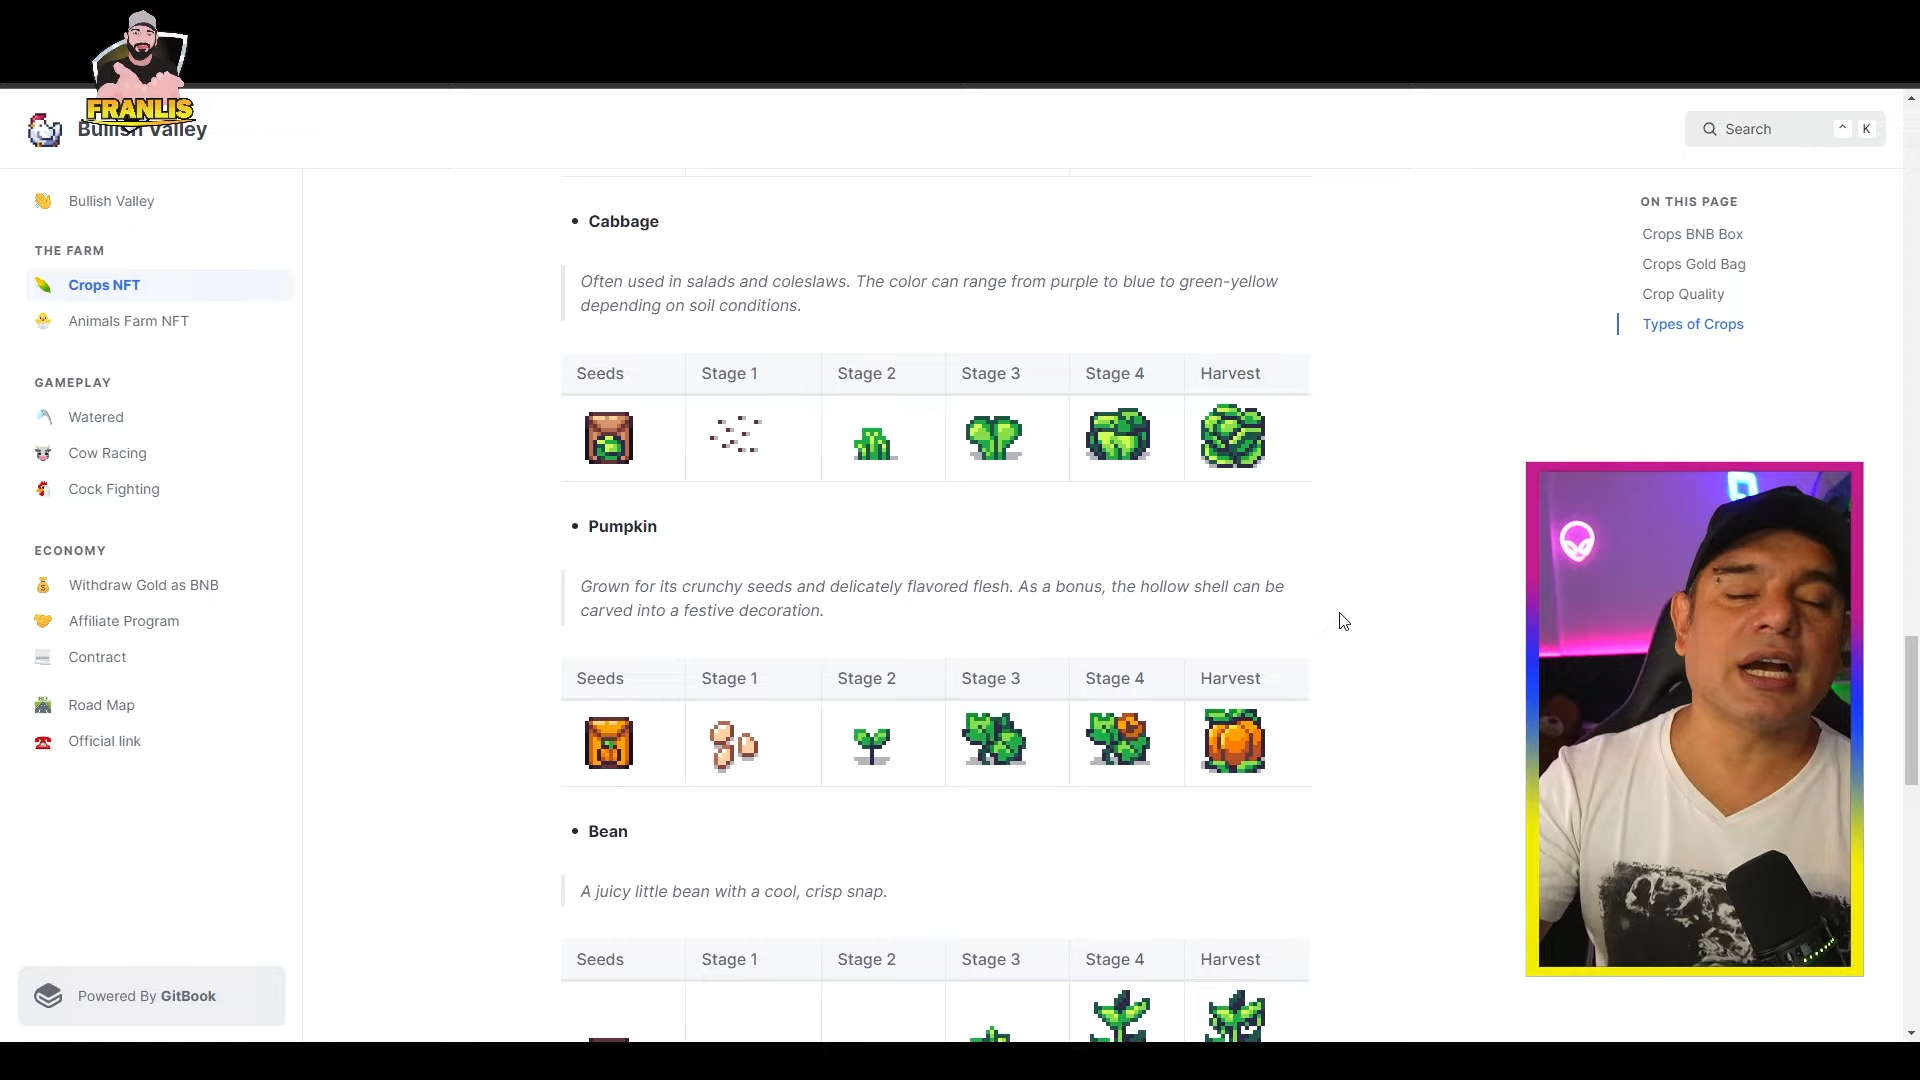 FRANLIS
Bullish Valley
Search ^ K
Bullish Valley
THE FARM
Crops NFT
Animals Farm NFT
GAMEPLAY
Watered
Cow Racing
Cock Fighting
ECONOMY
Withdraw Gold as BNB
Affiliate Program
Contract
Road Map
Official link
Powered By GitBook
• Cabbage
Often used in salads and coleslaws. The color can range from purple to blue to green-yellow
depending on soil conditions.
Seeds Stage 1 Stage 2 Stage 3 Stage 4 Harvest
• Pumpkin
Grown for its crunchy seeds and delicately flavored flesh. As a bonus, the hollow shell can be
carved into a festive decoration.
Seeds Stage 1 Stage 2 Stage 3 Stage 4 Harvest
• Bean
A juicy little bean with a cool, crisp snap.
Seeds Stage 1 Stage 2 Stage 3 Stage 4 Harvest
ON THIS PAGE
Crops BNB Box
Crops Gold Bag
Crop Quality
Types of Crops